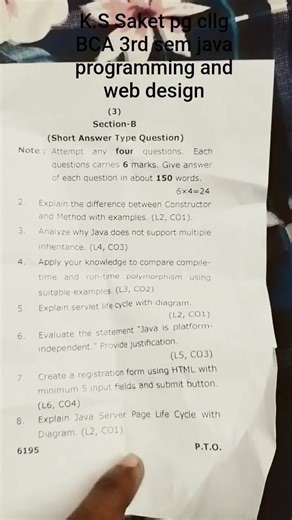 K.S Saket pg cllg
BCA 3rd sem java
programming and
web design
(3)
Section-B
(Short Answer Type Question)
Note : Attempt any four questions. Each
questions carries 6 marks. Give answer
of each question in about 150 words.
6×4=24
2. Explain the difference between Constructor
and Method with examples. (L2, CO1).
3. Analyze why Java does not support multiple
inheritance. (L4, CO3)
4. Apply your knowledge to compare compile-
time and run-time polymorphism using
suitable examples. (L3, CO2)
5. Explain servlet life cycle with diagram.
(L2, CO1)
6. Evaluate the statement "Java is platform-
independent." Provide justification.
(L5, CO3)
7. Create a registration form using HTML with
minimum 5 input fields and submit button.
(L6, CO4)
8. Explain Java Server Page Life Cycle with
Diagram. (L2, CO1)
6195 P.T.O.